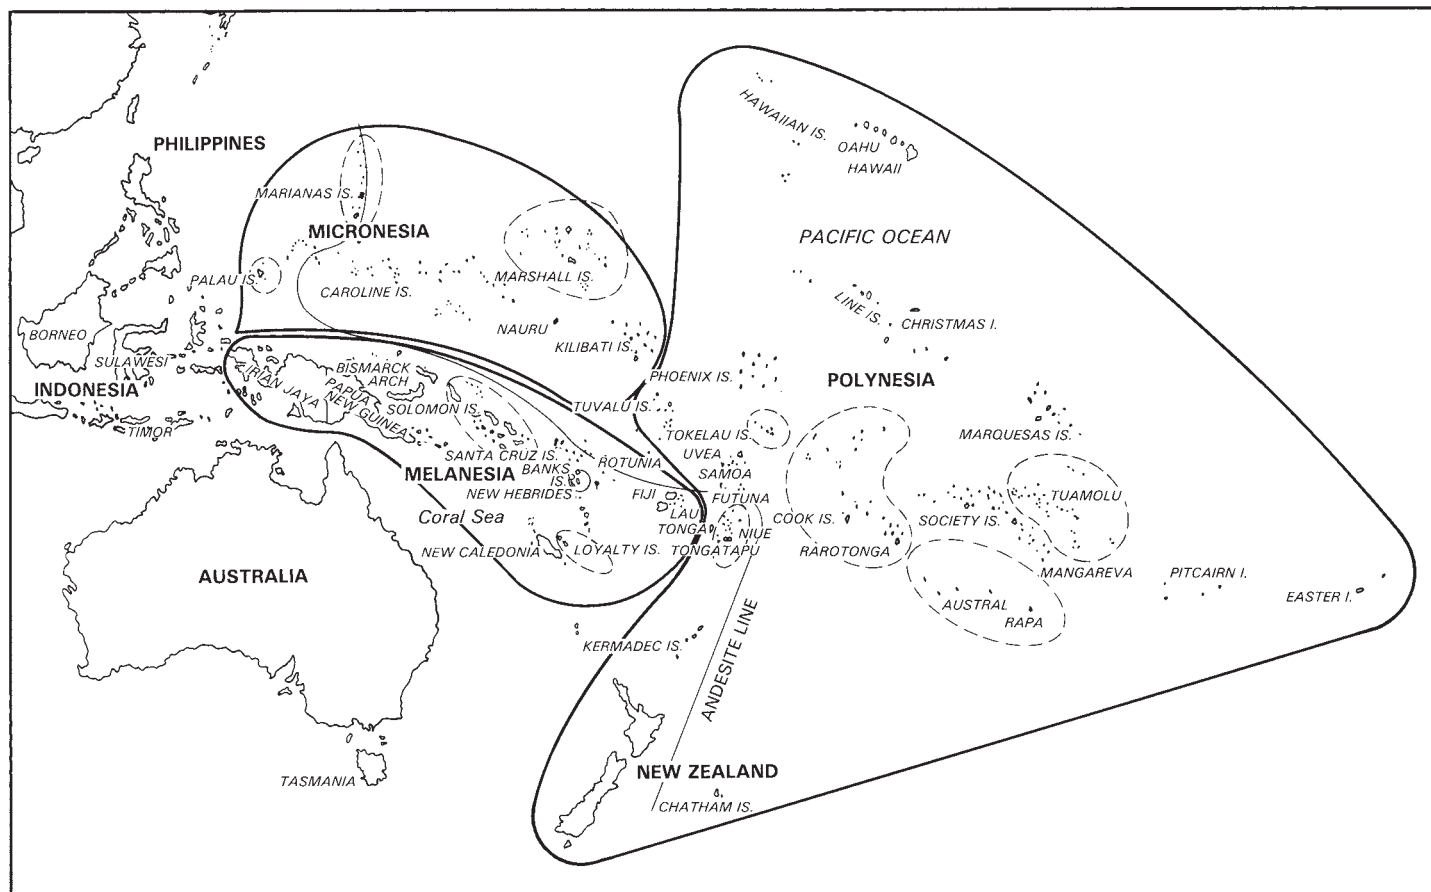 HAWAIIAN IS.
OAHU
HAWAII
PHILIPPINES
MARIANAS IS.
MICRONESIA
PACIFIC OCEAN
PALAU IS.
CAROLINE IS.
MARSHALL IS.
LINE IS.
CHRISTMAS I.
BORNEO
SULAWESI
NAURU
KILIBATI IS.
INDONESIA
IRIAN JAYA
BISMARCK
ARCH
PAPUA
NEW GUINEA
PHOENIX IS.
POLYNESIA
TIMOR
SOLOMON IS.
TUVALU IS.
TOKELAU IS.
MARQUESAS IS.
SANTA CRUZ IS.
UVEA
ROTUNIA
MELANESIA
BANKS
IS.
SAMOA
NEW HEBRIDES
FIJI
FUTUNA
TUAMOLU
Coral Sea
LAU
TONGA
NIUE
COOK IS.
SOCIETY IS.
NEW CALEDONIA
LOYALTY IS.
TONGATAPU
RAROTONGA
AUSTRALIA
MANGAREVA
PITCAIRN I.
EASTER I.
AUSTRAL
RAPA
KERMADEC IS.
ANDESITE LINE
TASMANIA
NEW ZEALAND
CHATHAM IS.